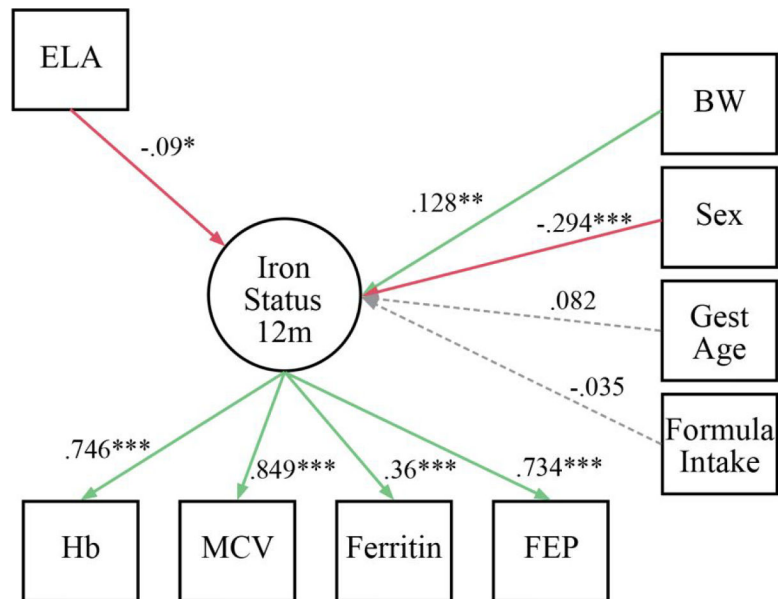 ELA
BW
-.09*
.128**
Sex
-.294***
Iron
Status
12m
.082
Gest
Age
-.035
Formula
Intake
.746***
.849***
.36***
.734***
Hb
MCV
Ferritin
FEP